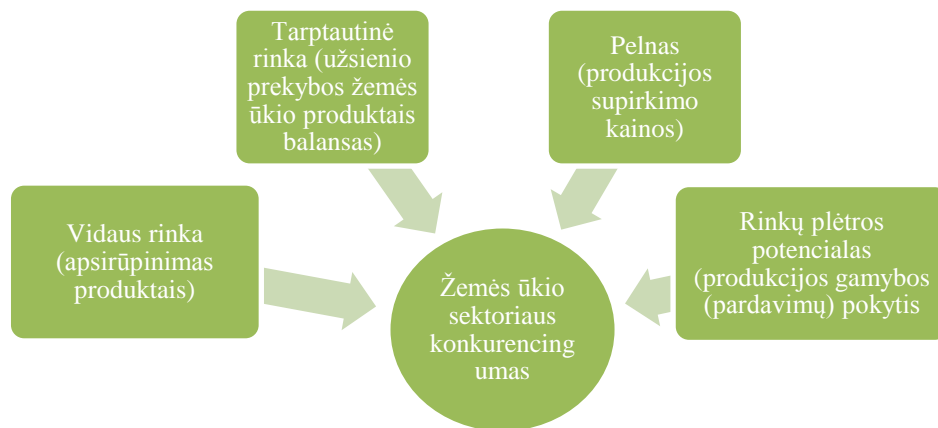 Tarptautinė
rinka (užsienio
prekybos žemės
ūkio produktais
balansas)
Pelnas
(produkcijos
supirkimo
kainos)
Vidaus rinka
(apsirūpinimas
produktais)
Rinkų plėtros
potencialas
(produkcijos gamybos
(pardavimų) pokytis
Žemės ūkio
sektoriaus
konkurencing
umas